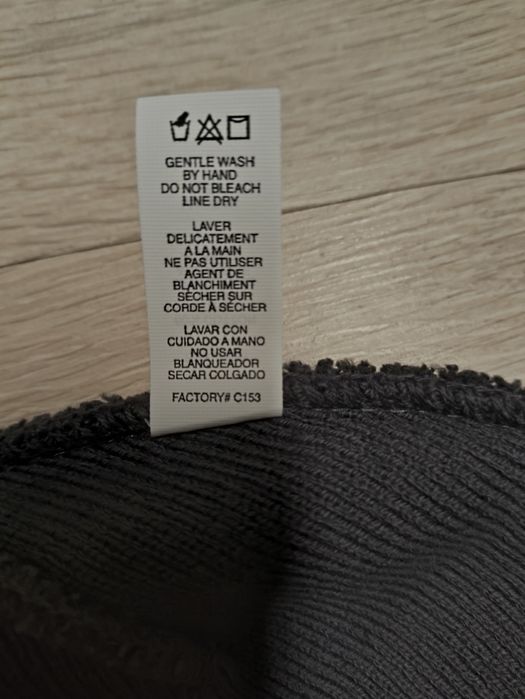 GENTLE WASH
BY HAND
DO NOT BLEACH
LINE DRY
LAVER
DELICATEMENT
A LA MAIN
NE PAS UTILISER
AGENT DE
BLANCHIMENT
SÉCHER SUR
CORDE À SÉCHER
LAVAR CON
CUIDADO A MANO
NO USAR
BLANQUEADOR
SECAR COLGADO
FACTORY# C153